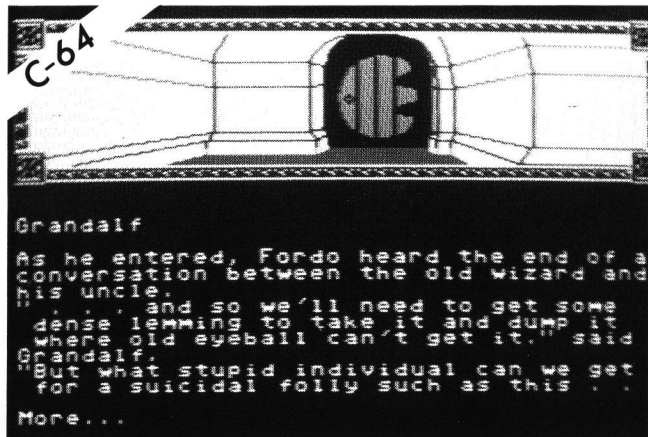 C-64
Grandalf
As he entered, Fordo heard the end of a
conversation between the old wizard and
his uncle.
" . . . and so we'll need to get some
dense lemming to take it and dump it
where old eyeball can't get it." said
Grandalf.
"But what stupid individual can we get
for a suicidal folly such as this . .
More...